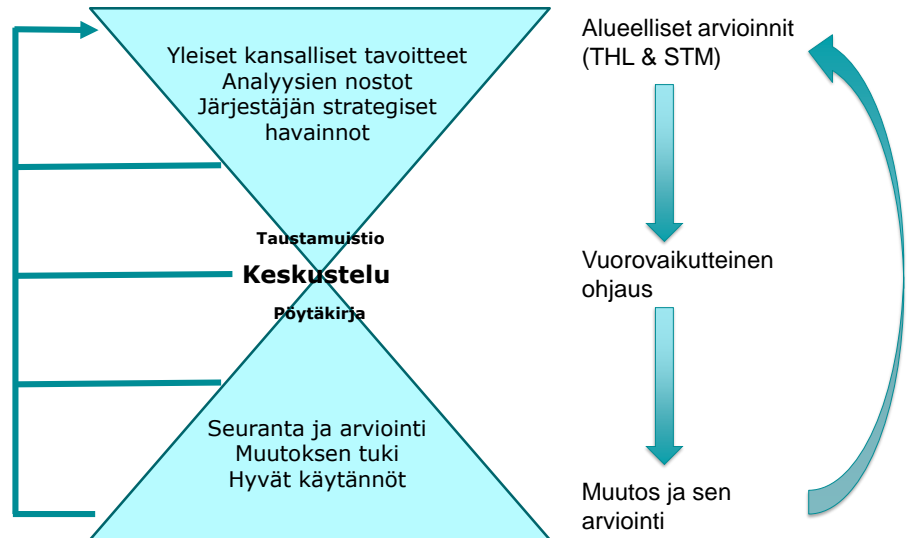 Yleiset kansalliset tavoitteet
Analyysien nostot
Järjestäjän strategiset
havainnot
Taustamuistio
Keskustelu
Pöytäkirja
Seuranta ja arviointi
Muutoksen tuki
Hyvät käytännöt
Alueelliset arvioinnit
(THL & STM)
Vuorovaikutteinen
ohjaus
Muutos ja sen
arviointi